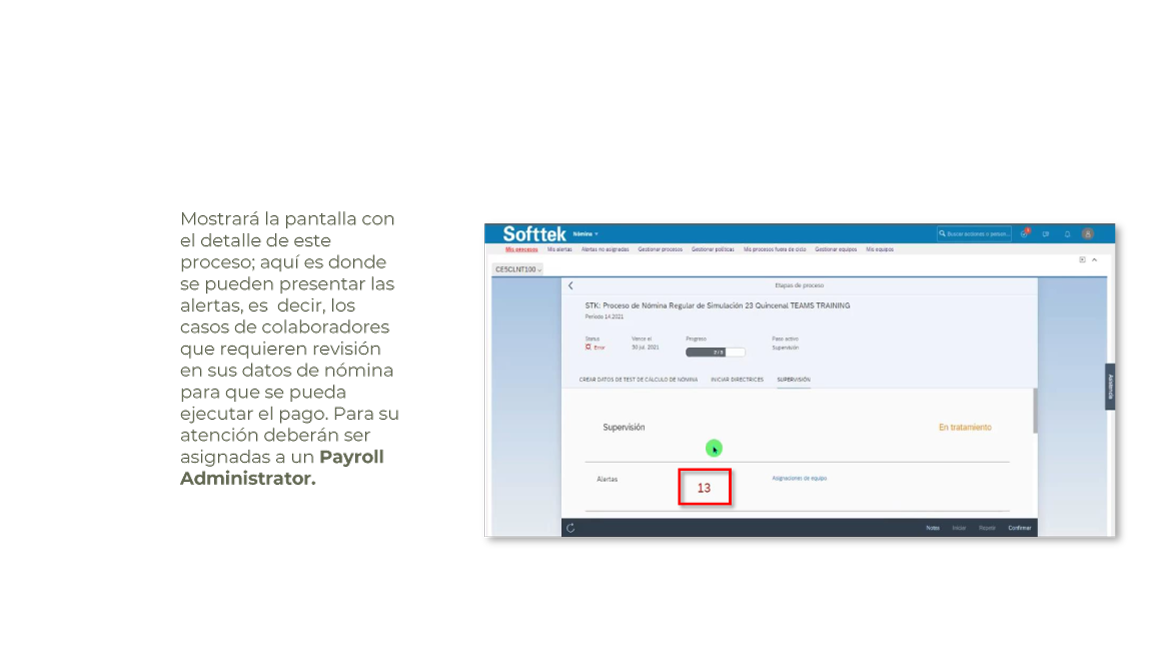 Mostrará la pantalla con
el detalle de este
proceso; aquí es donde
se pueden presentar las
alertas, es decir, los
casos de colaboradores
que requieren revisión
en sus datos de nómina
para que se pueda
ejecutar el pago. Para su
atención deberán ser
asignadas a un Payroll
Administrator.
Softtek Nómina
Buscar acciones o person...
Mis procesos Mis alertas Alertas no asignadas Gestionar procesos Gestionar políticas Mis procesos fuera de ciclo Gestionar equipos Mis equipos
CE5CLNT100
Etapas de proceso
STK: Proceso de Nómina Regular de Simulación 23 Quincenal TEAMS TRAINING
Periodo 14.2021
Status Vence el Progreso Paso activo
Error 30 jul. 2021 2 / 3 Supervisión
CREAR DATOS DE TEST DE CÁLCULO DE NÓMINA INICIAR DIRECTRICES SUPERVISIÓN
Asistencia
Supervisión En tratamiento
Alertas 13 Asignaciones de equipo
Notas Iniciar Repetir Confirmar